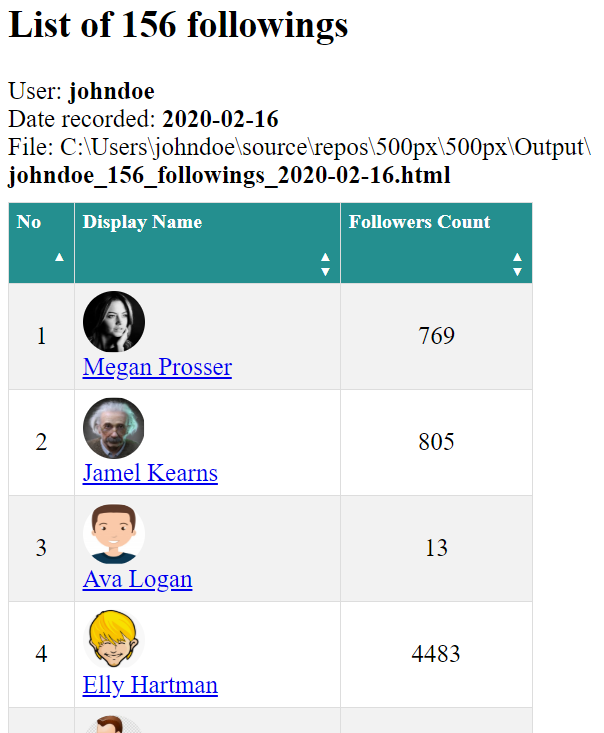 List of 156 followings
User: johndoe
Date recorded: 2020-02-16
File: C:\Users\johndoe\source\repos\500px\500px\Output\
johndoe_156_followings_2020-02-16.html
No Display Name Followers Count
1 Megan Prosser 769
2 Jamel Kearns 805
3 Ava Logan 13
4 Elly Hartman 4483